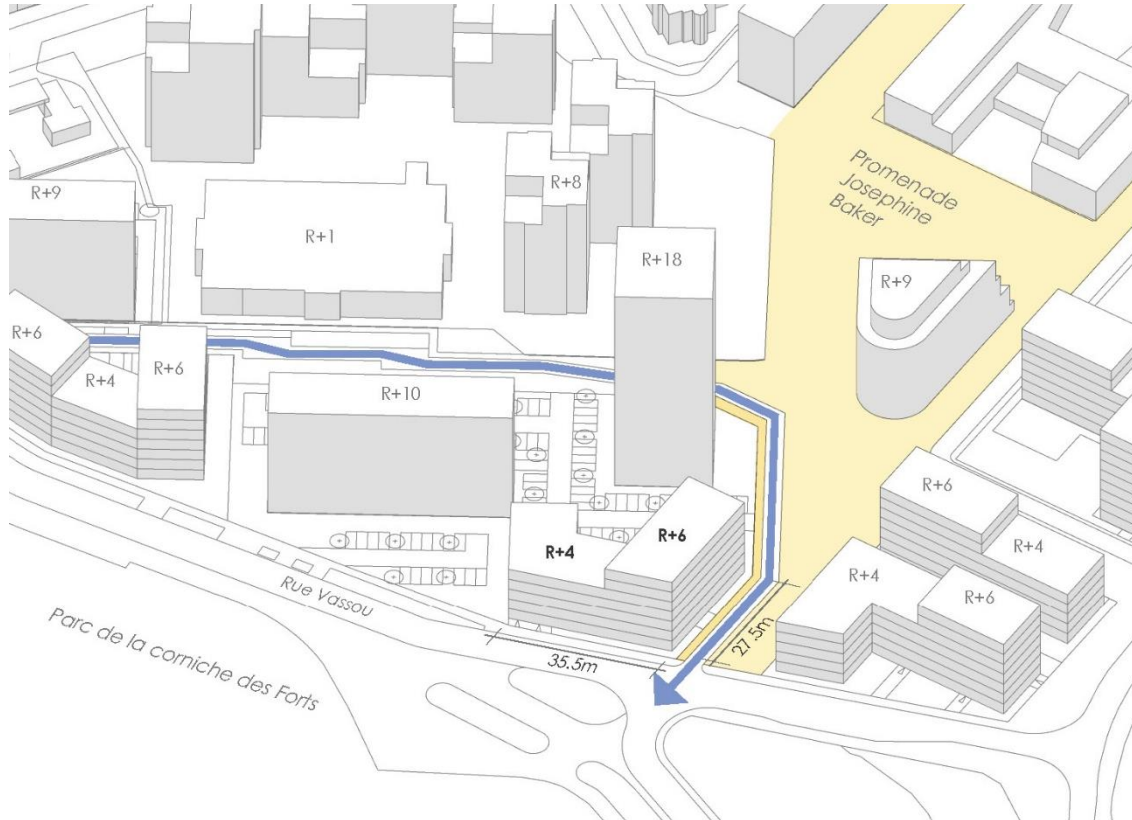 Promenade
Josephine
Baker
R+8
R+9
R+1
R+18
R+9
R+6
R+4
R+6
R+10
R+6
R+4
R+6
R+4
R+4
R+6
Rue Vassou
27.5m
35.5m
Parc de la corniche des Forts